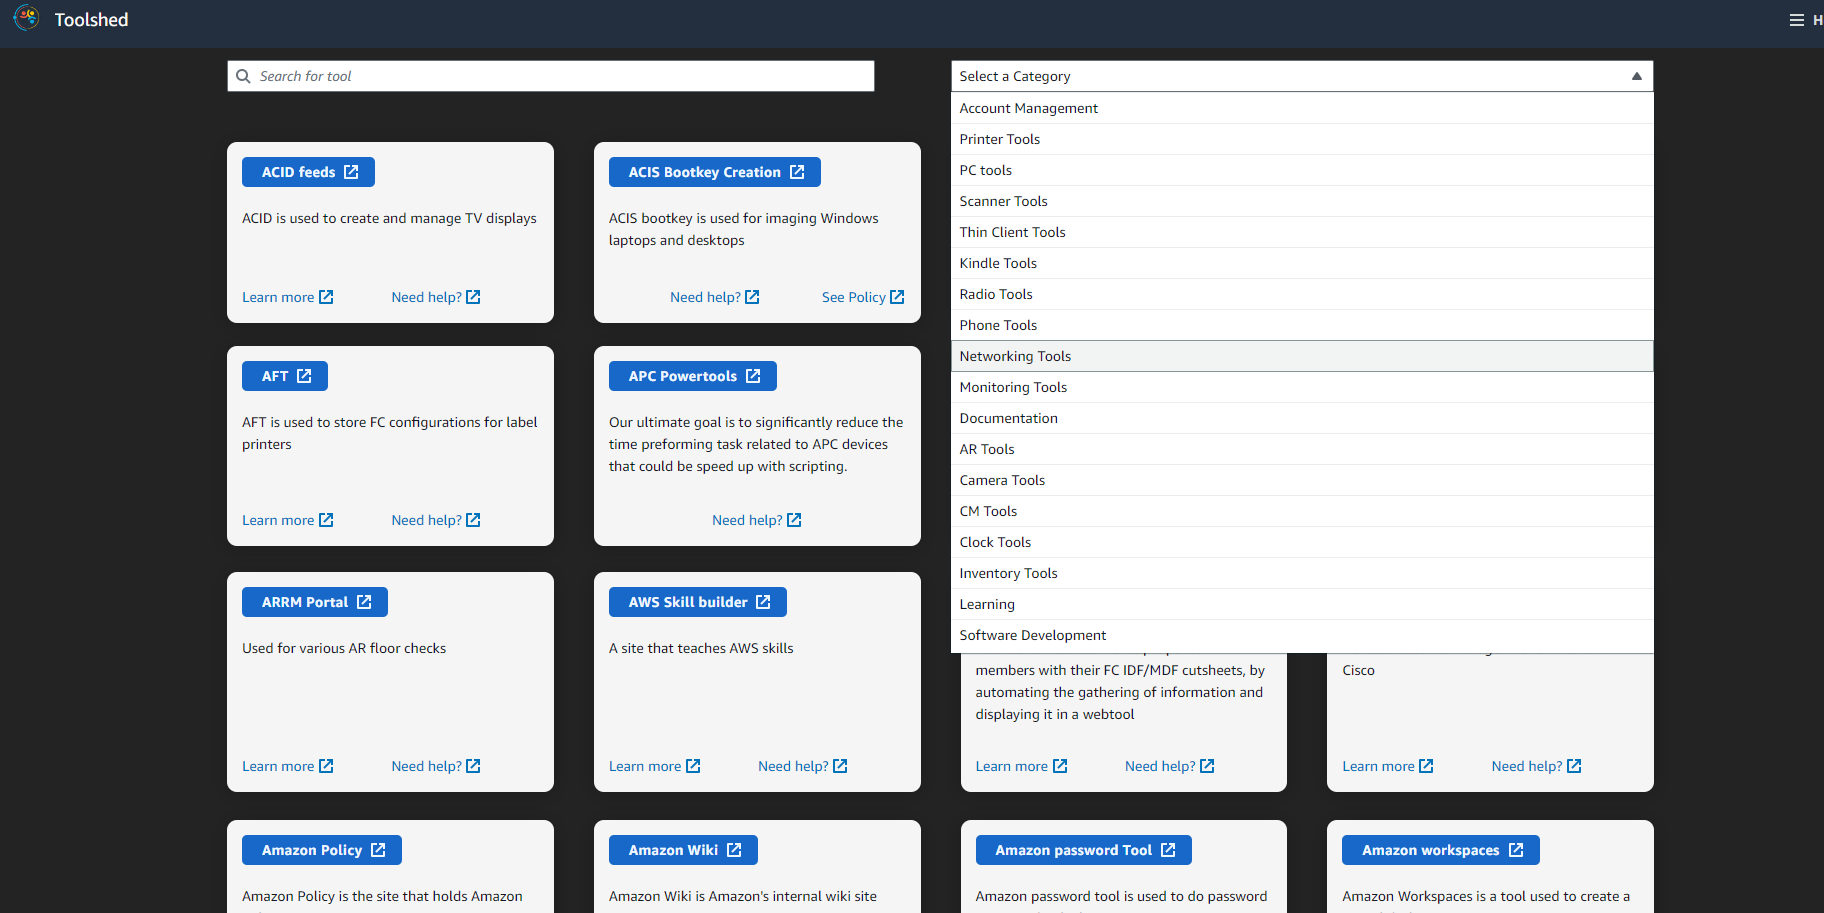 Toolshed
H
Search for tool
Select a Category
Account Management
Printer Tools
PC tools
Scanner Tools
Thin Client Tools
Kindle Tools
Radio Tools
Phone Tools
Networking Tools
Monitoring Tools
Documentation
AR Tools
Camera Tools
CM Tools
Clock Tools
Inventory Tools
Learning
Software Development
ACID feeds
ACID is used to create and manage TV displays
Learn more
Need help?
ACIS Bootkey Creation
ACIS bootkey is used for imaging Windows
laptops and desktops
Need help?
See Policy
AFT
AFT is used to store FC configurations for label
printers
Learn more
Need help?
APC Powertools
Our ultimate goal is to significantly reduce the
time preforming task related to APC devices
that could be speed up with scripting.
Need help?
ARRM Portal
Used for various AR floor checks
Learn more
Need help?
AWS Skill builder
A site that teaches AWS skills
Learn more
Need help?
members with their FC IDF/MDF cutsheets, by
automating the gathering of information and
displaying it in a webtool
Learn more
Need help?
Cisco
Learn more
Need help?
Amazon Policy
Amazon Policy is the site that holds Amazon
Amazon Wiki
Amazon Wiki is Amazon's internal wiki site
Amazon password Tool
Amazon password tool is used to do password
Amazon workspaces
Amazon Workspaces is a tool used to create a